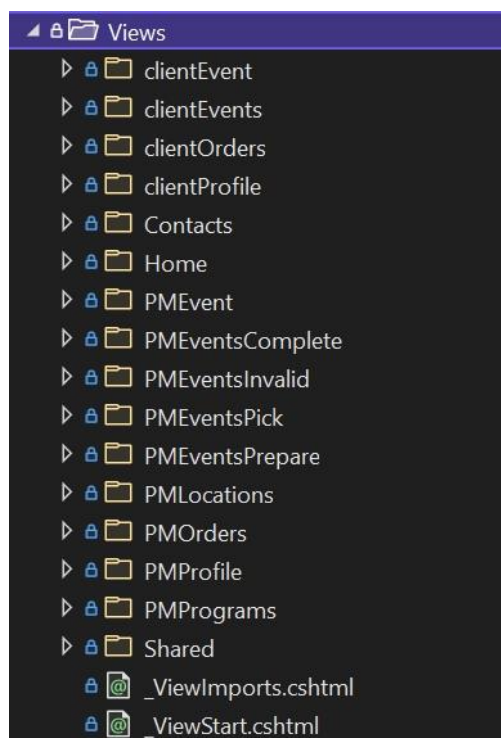 Views
clientEvent
clientEvents
clientOrders
clientProfile
Contacts
Home
PMEvent
PMEventsComplete
PMEventsInvalid
PMEventsPick
PMEventsPrepare
PMLocations
PMOrders
PMProfile
PMPrograms
Shared
_ViewImports.cshtml
_ViewStart.cshtml